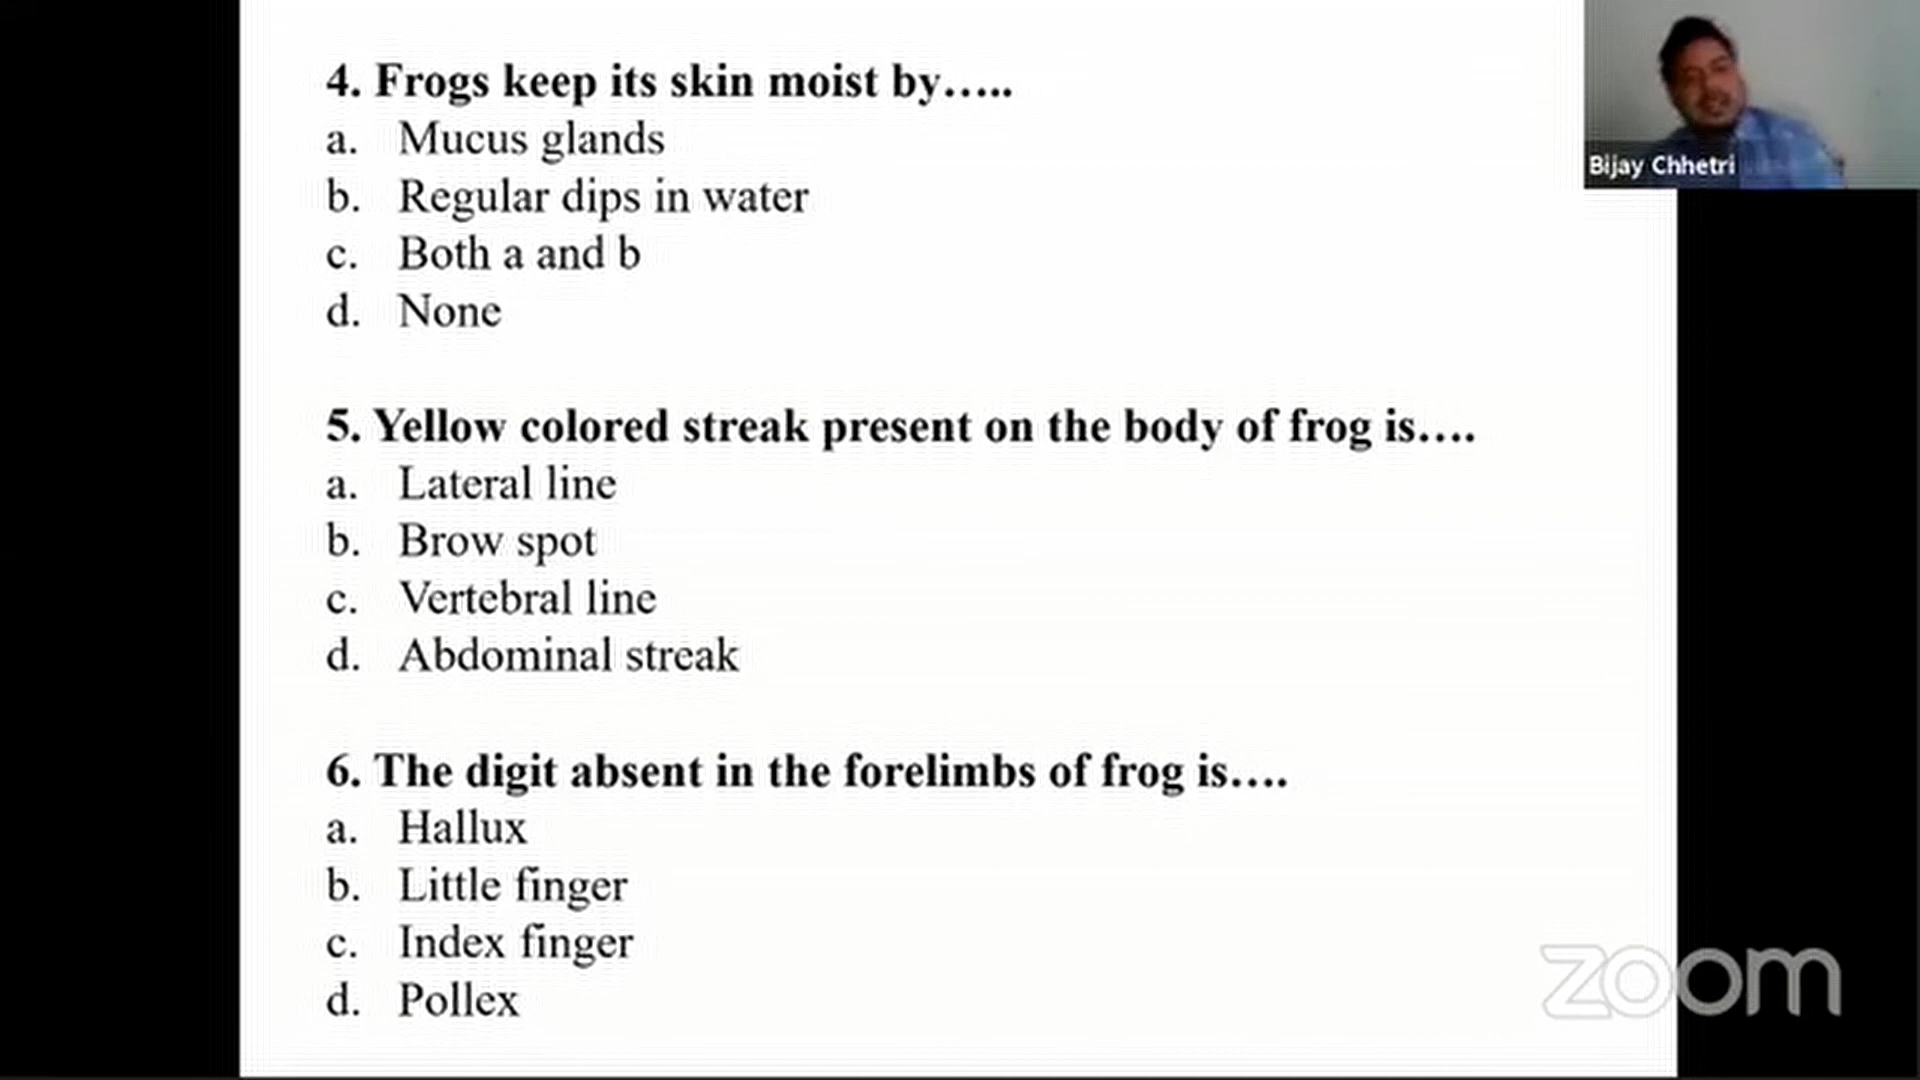 4. Frogs keep its skin moist by.....
a. Mucus glands
b. Regular dips in water
c. Both a and b
d. None
5. Yellow colored streak present on the body of frog is....
a. Lateral line
b. Brow spot
c. Vertebral line
d. Abdominal streak
6. The digit absent in the forelimbs of frog is....
a. Hallux
b. Little finger
c. Index finger
d. Pollex
Bijay Chhetri
zoom